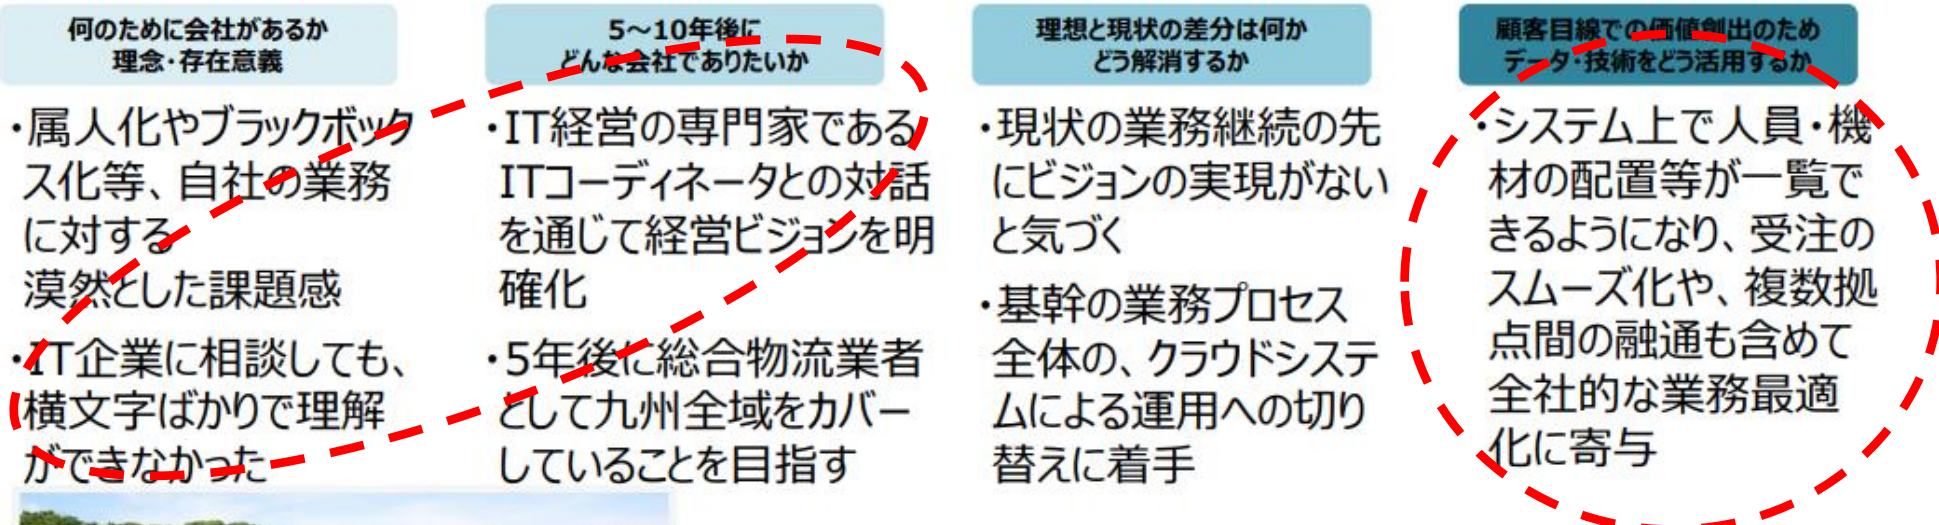 何のために会社があるか
理念・存在意義
・属人化やブラックボック
ス化等、自社の業務
に対する
漠然とした課題感
・IT企業に相談しても、
横文字ばかりで理解
ができなかった
5～10年後に
どんな会社でありたいか
・IT経営の専門家である
ITコーディネータとの対話
を通じて経営ビジョンを明
確化
・5年後に総合物流業者
として九州全域をカバー
していることを目指す
理想と現状の差分は何か
どう解消するか
・現状の業務継続の先
にビジョンの実現がない
と気づく
・基幹の業務プロセス
全体の、クラウドシステ
ムによる運用への切り
替えに着手
顧客目線での価値創出のため
データ・技術をどう活用するか
・システム上で人員・機
材の配置等が一覧で
きるようになり、受注の
スムーズ化や、複数拠
点間の融通も含めて
全社的な業務最適
化に寄与